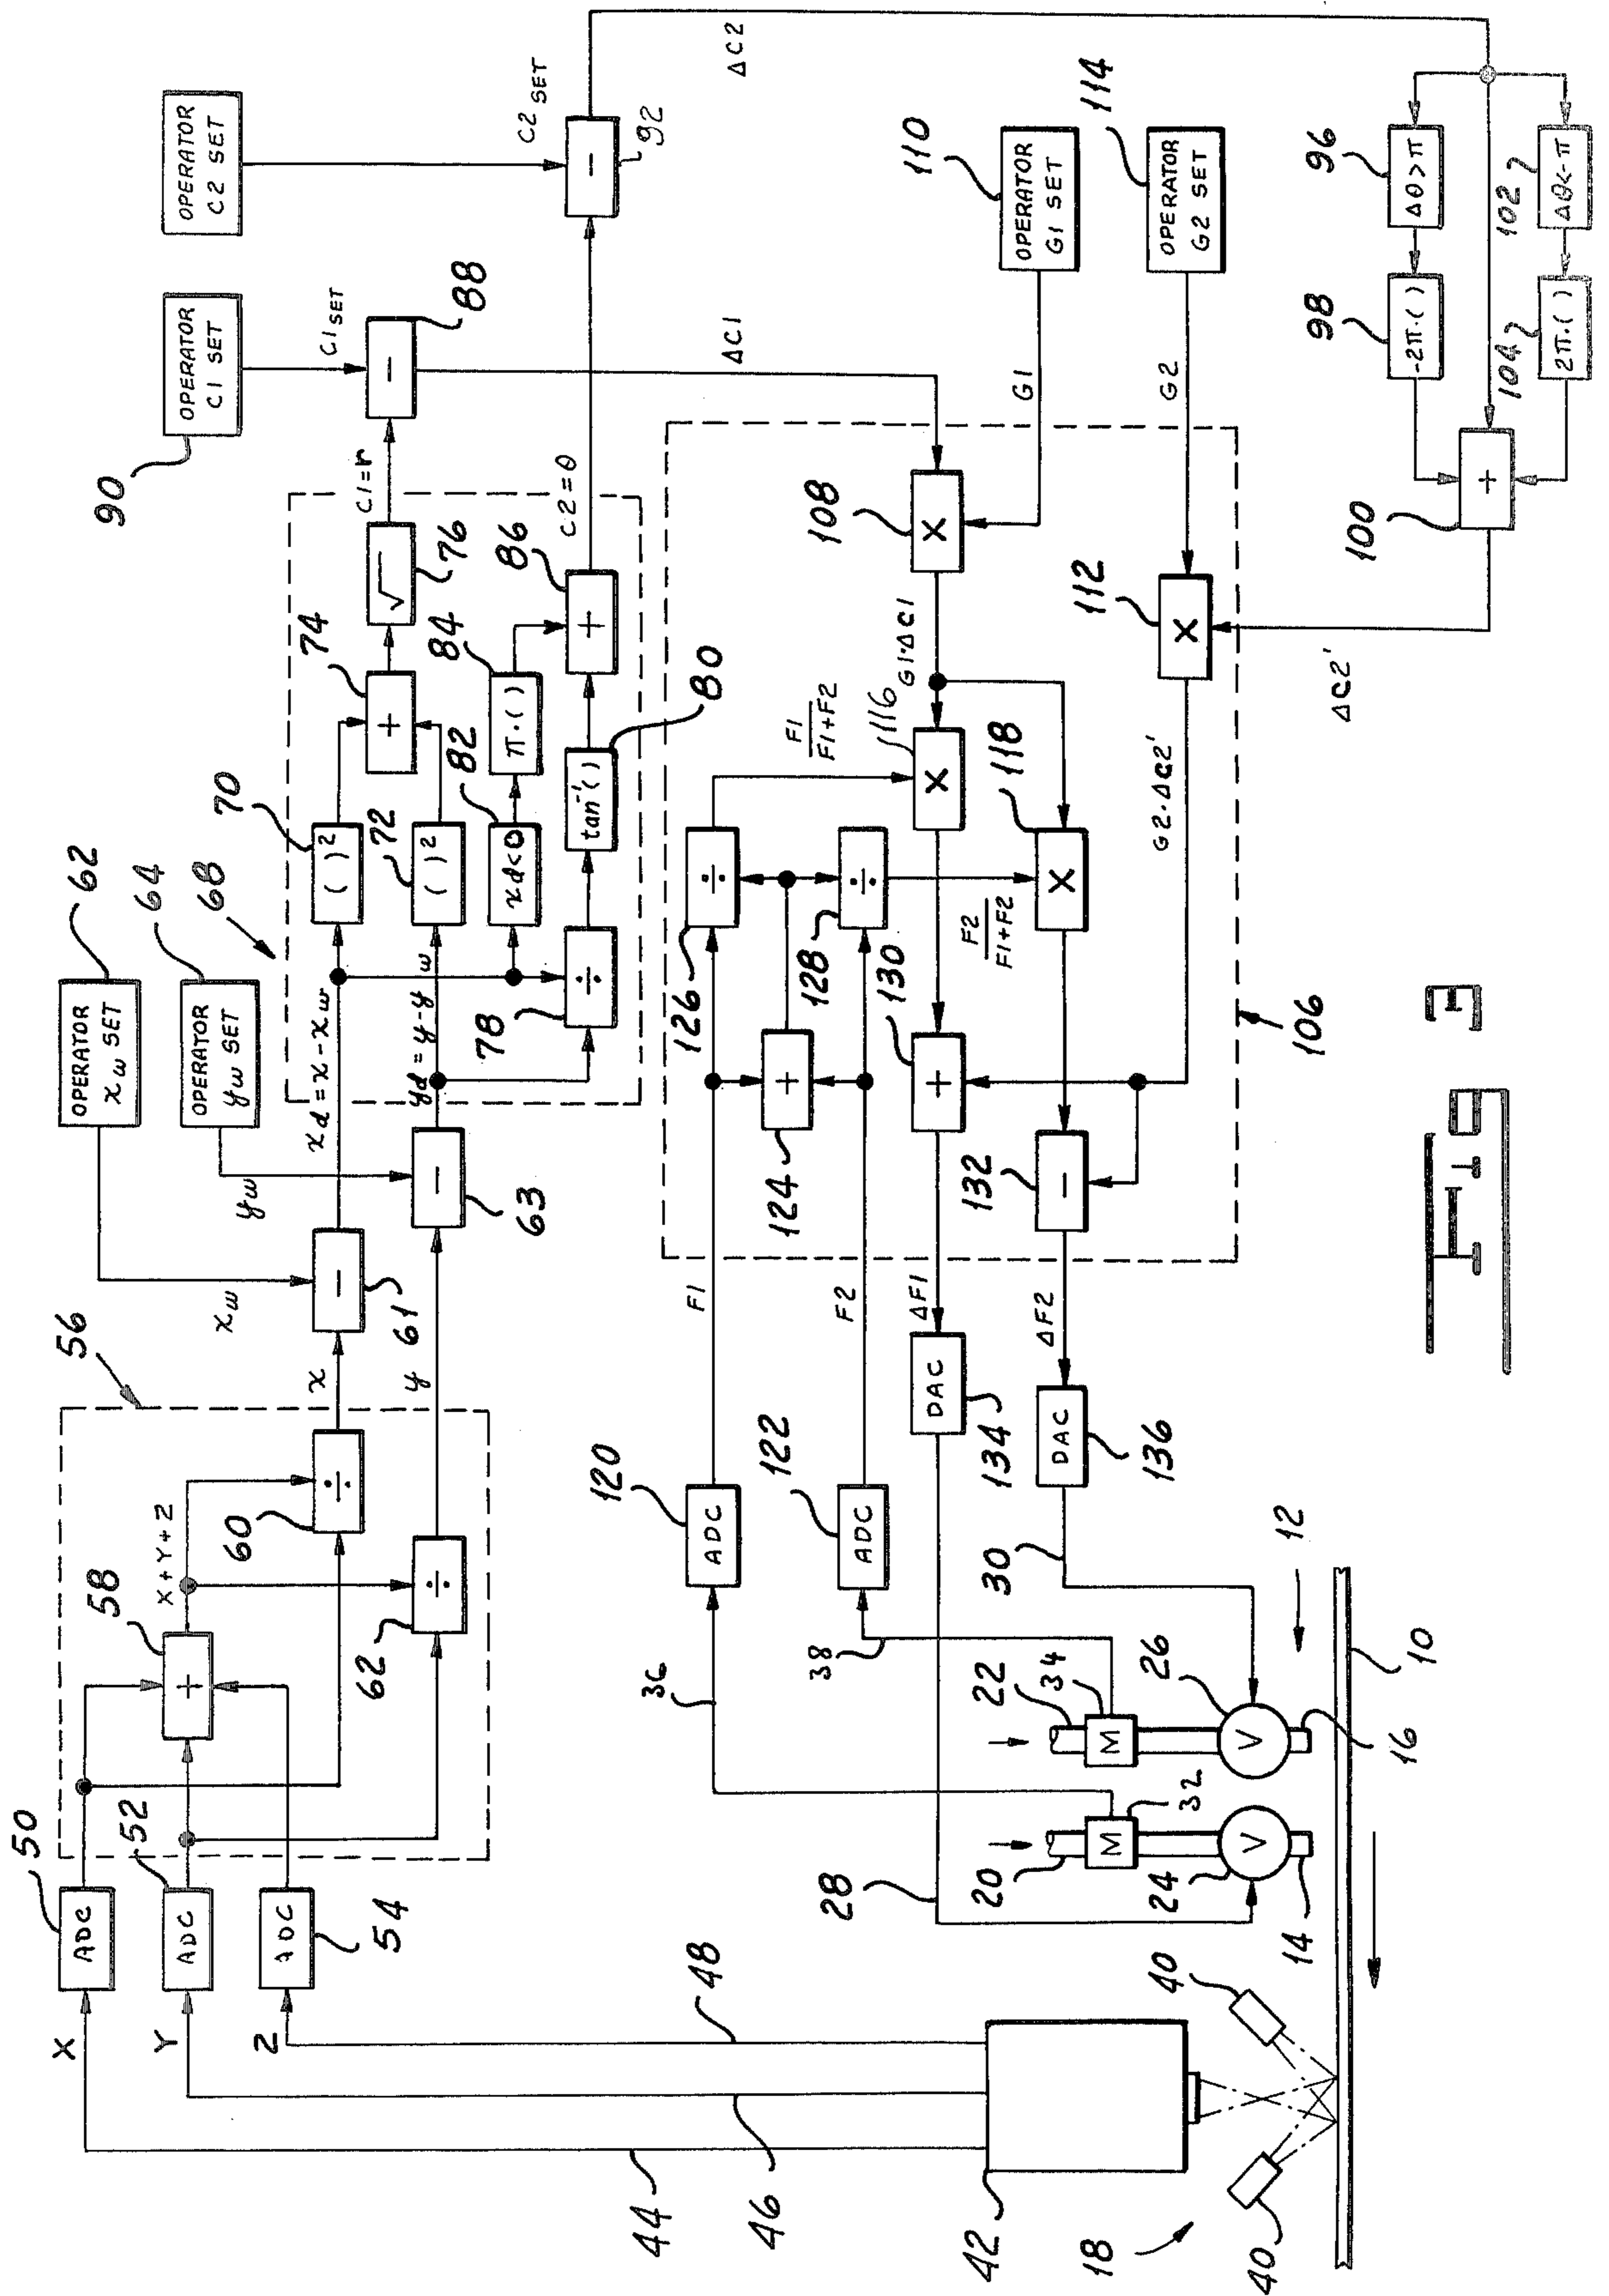 90
OPERATOR
C1 SET
OPERATOR
C2 SET
62
OPERATOR
xw SET
64
OPERATOR
yw SET
68
56
50
ADC
52
ADC
ADC
54
X
Y
Z
58
+
X+Y+Z
60
÷
62
÷
x
y
xw
yw
−
61
−
63
xd = x - xw
yd = y - yw
70
( )²
72
( )²
74
+
√
76
82
xd<0
84
π·( )
86
+
78
÷
tan⁻¹( )
80
C1=r
C2=θ
C1 SET
−
88
C2 SET
−
92
ΔC1
ΔC2
110
OPERATOR
G1 SET
114
OPERATOR
G2 SET
G1
G2
96
Δθ>π
98
-2π·( )
102
Δθ<-π
104
2π·( )
100
+
ΔC2'
108
X
G1·ΔC1
112
X
G2·ΔC2'
F1
F1+F2
116
X
118
X
F2
F1+F2
126
÷
128
÷
124
+
130
+
132
−
106
F1
F2
ΔF1
ΔF2
120
ADC
122
ADC
DAC
134
DAC
136
36
38
28
30
12
20
22
M
32
M
34
24
V
26
V
14
16
10
44
46
48
42
18
40
40
FIG. 3